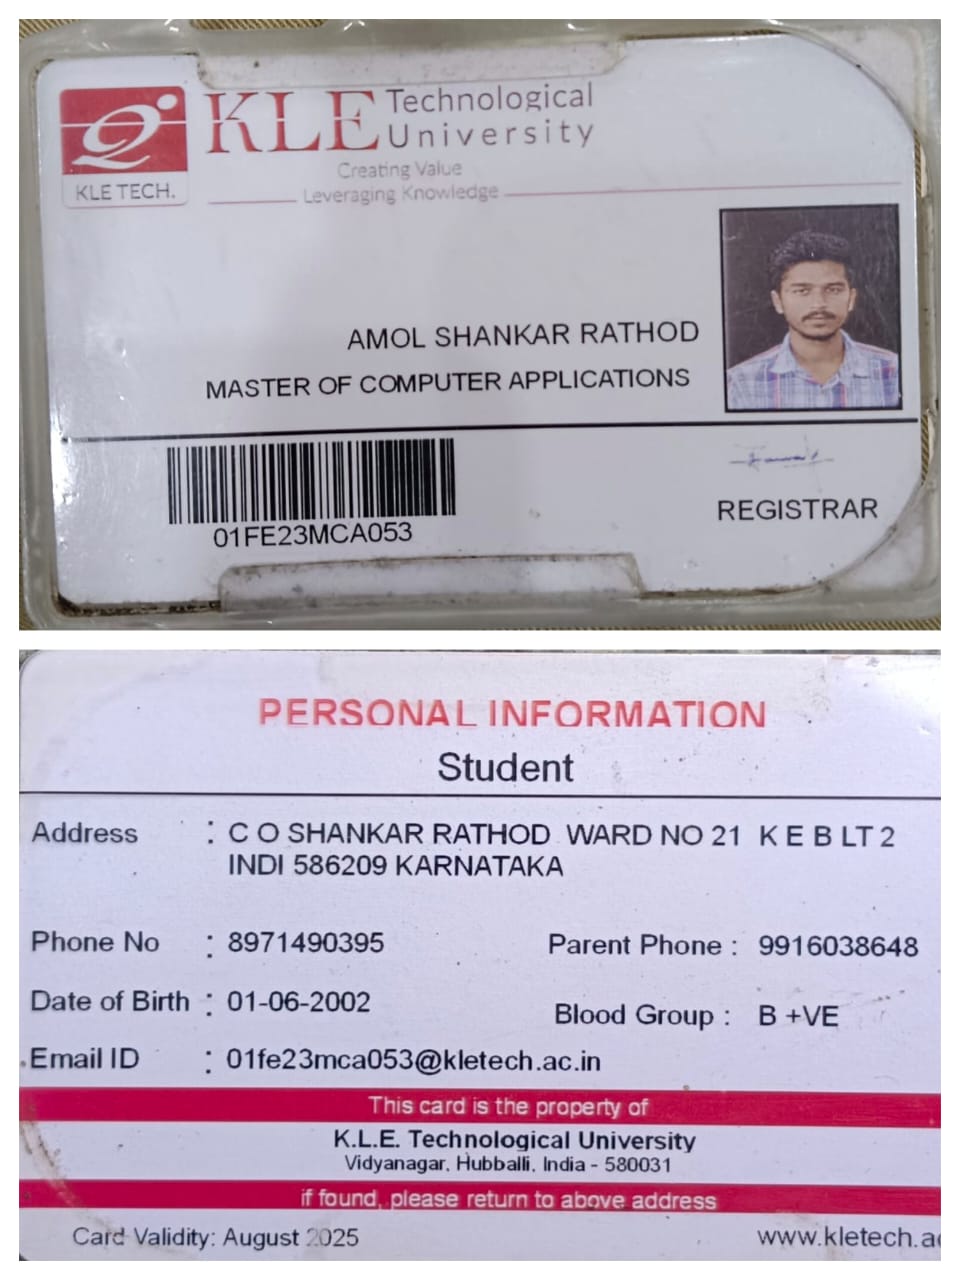 KLE Technological
University
Creating Value
Leveraging Knowledge
KLE TECH.
AMOL SHANKAR RATHOD
MASTER OF COMPUTER APPLICATIONS
01FE23MCA053
REGISTRAR
PERSONAL INFORMATION
Student
Address : C O SHANKAR RATHOD WARD NO 21 K E B LT 2
INDI 586209 KARNATAKA
Phone No : 8971490395 Parent Phone : 9916038648
Date of Birth : 01-06-2002 Blood Group : B +VE
Email ID : 01fe23mca053@kletech.ac.in
This card is the property of
K.L.E. Technological University
Vidyanagar, Hubballi, India - 580031
if found, please return to above address
Card Validity: August 2025 www.kletech.ac